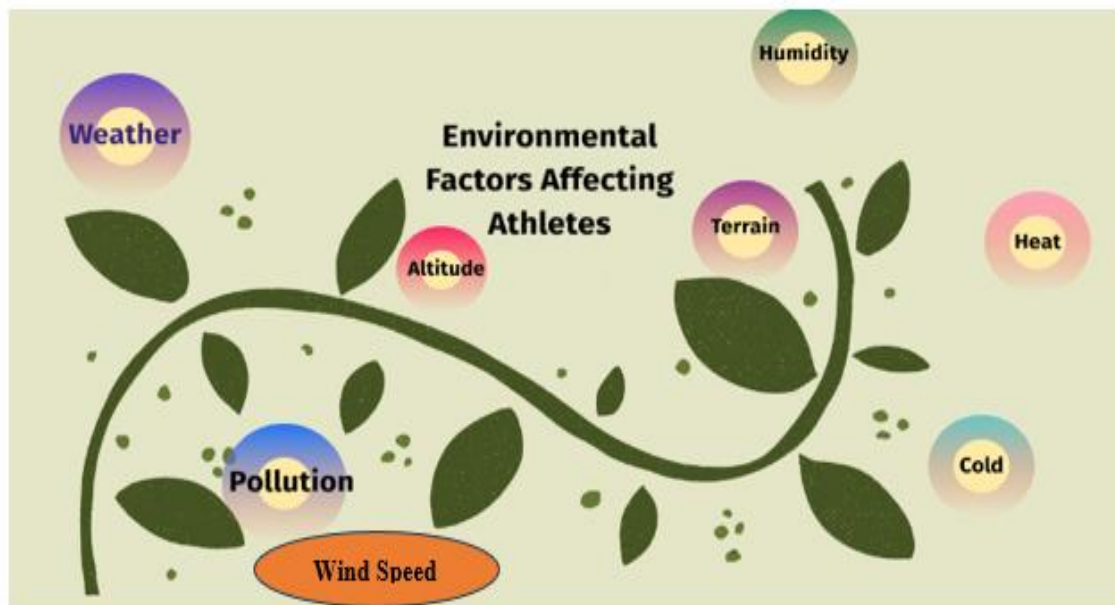 Humidity
Weather
Environmental
Factors Affecting
Athletes
Terrain
Heat
Altitude
Cold
Pollution
Wind Speed